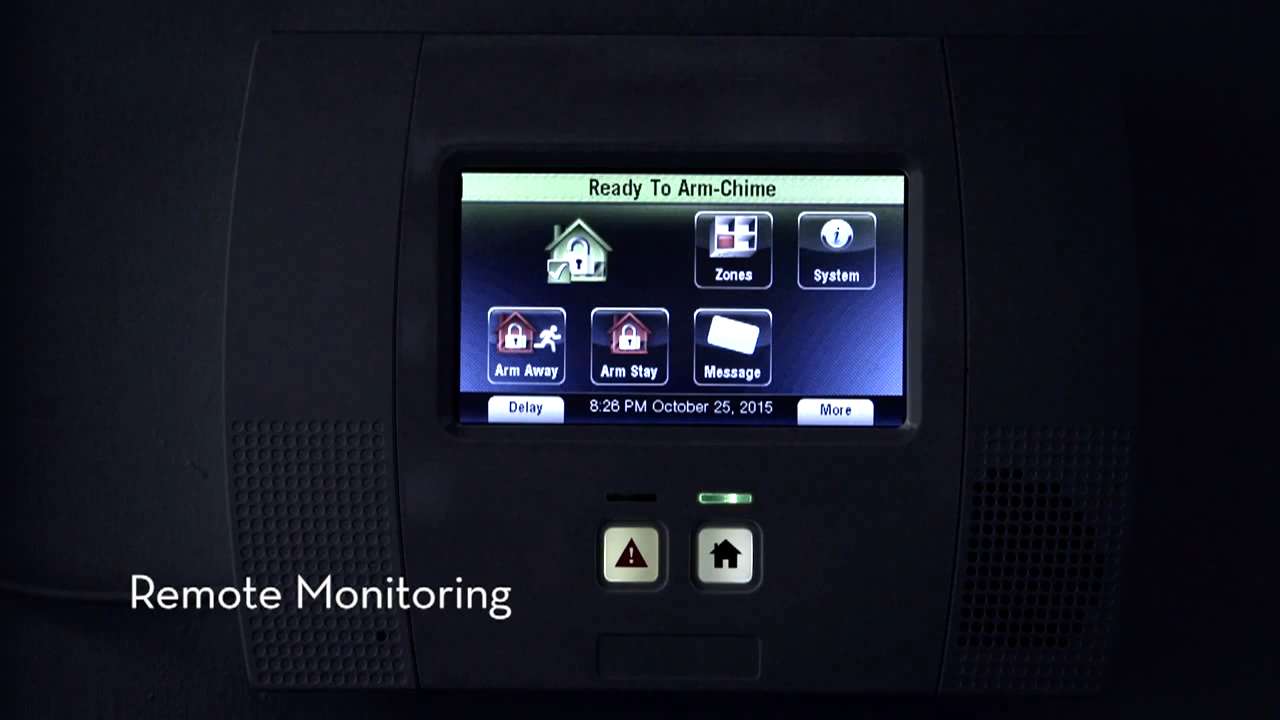 Ready To Arm-Chime
Zones
System
Arm Away
Arm Stay
Message
Delay
8:26 PM October 25, 2015
More
Remote Monitoring